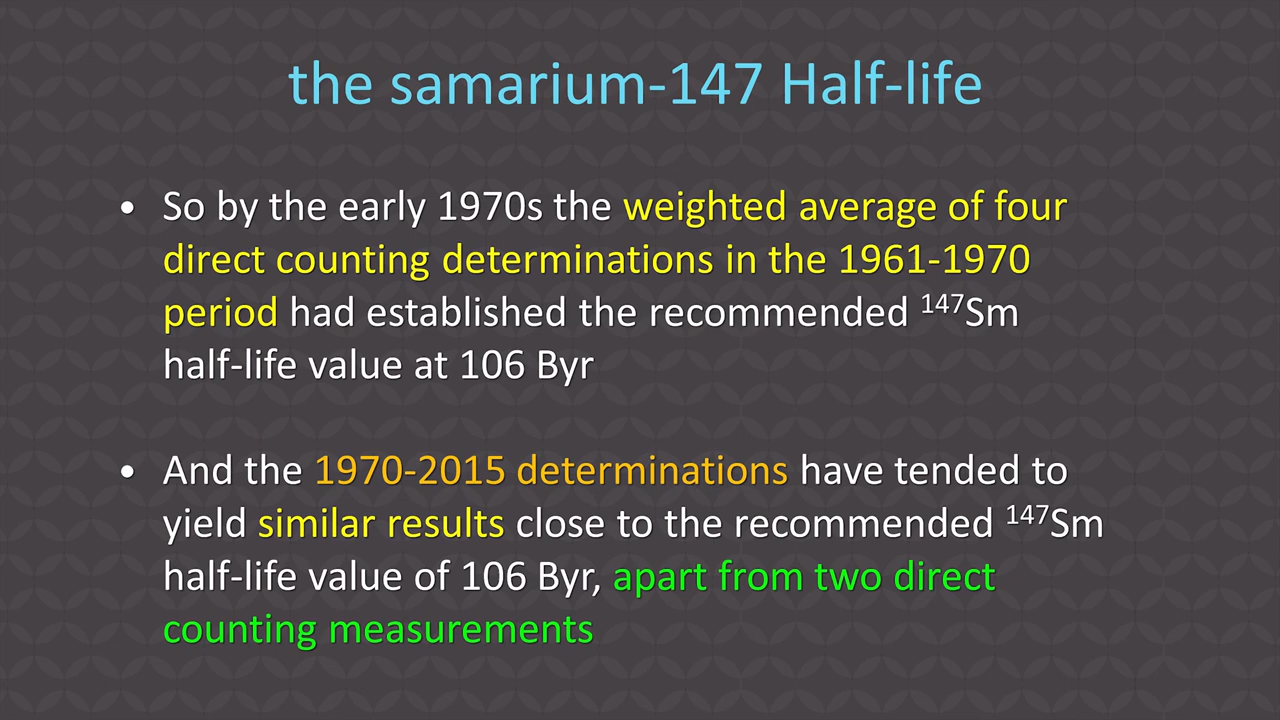 the samarium-147 Half-life
• So by the early 1970s the weighted average of four
direct counting determinations in the 1961-1970
period had established the recommended ¹⁴⁷Sm
half-life value at 106 Byr
• And the 1970-2015 determinations have tended to
yield similar results close to the recommended ¹⁴⁷Sm
half-life value of 106 Byr, apart from two direct
counting measurements